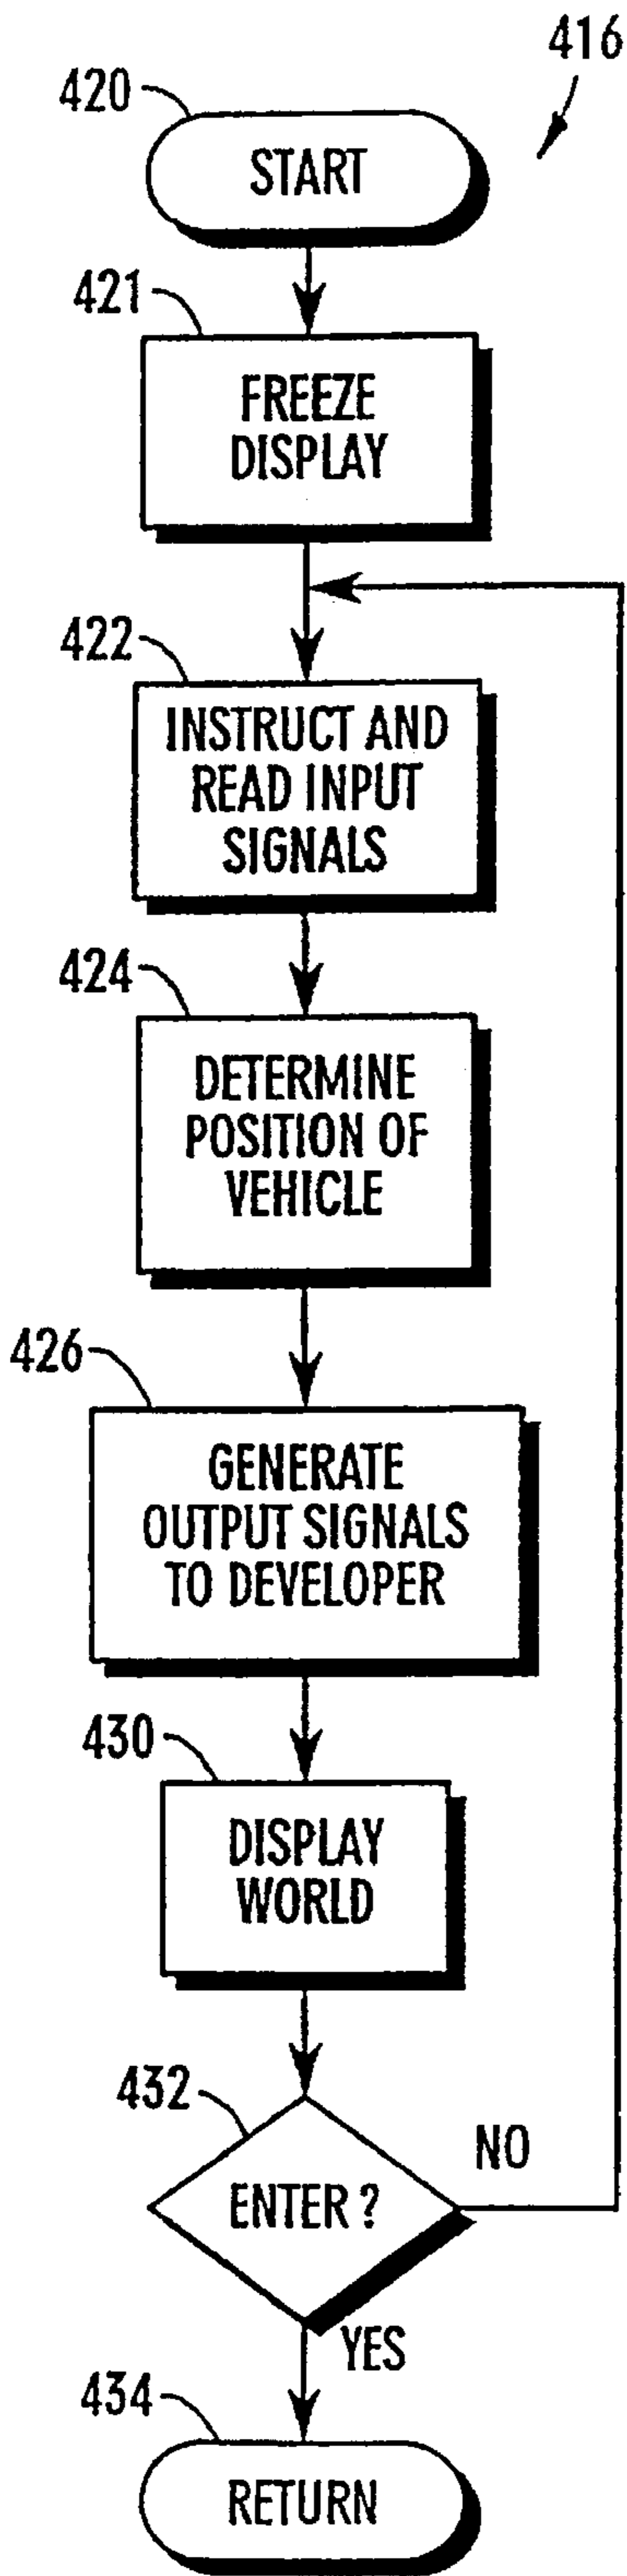 416
420
START
421
FREEZE
DISPLAY
422
INSTRUCT AND
READ INPUT
SIGNALS
424
DETERMINE
POSITION OF
VEHICLE
426
GENERATE
OUTPUT SIGNALS
TO DEVELOPER
430
DISPLAY
WORLD
432
NO
ENTER ?
YES
434
RETURN